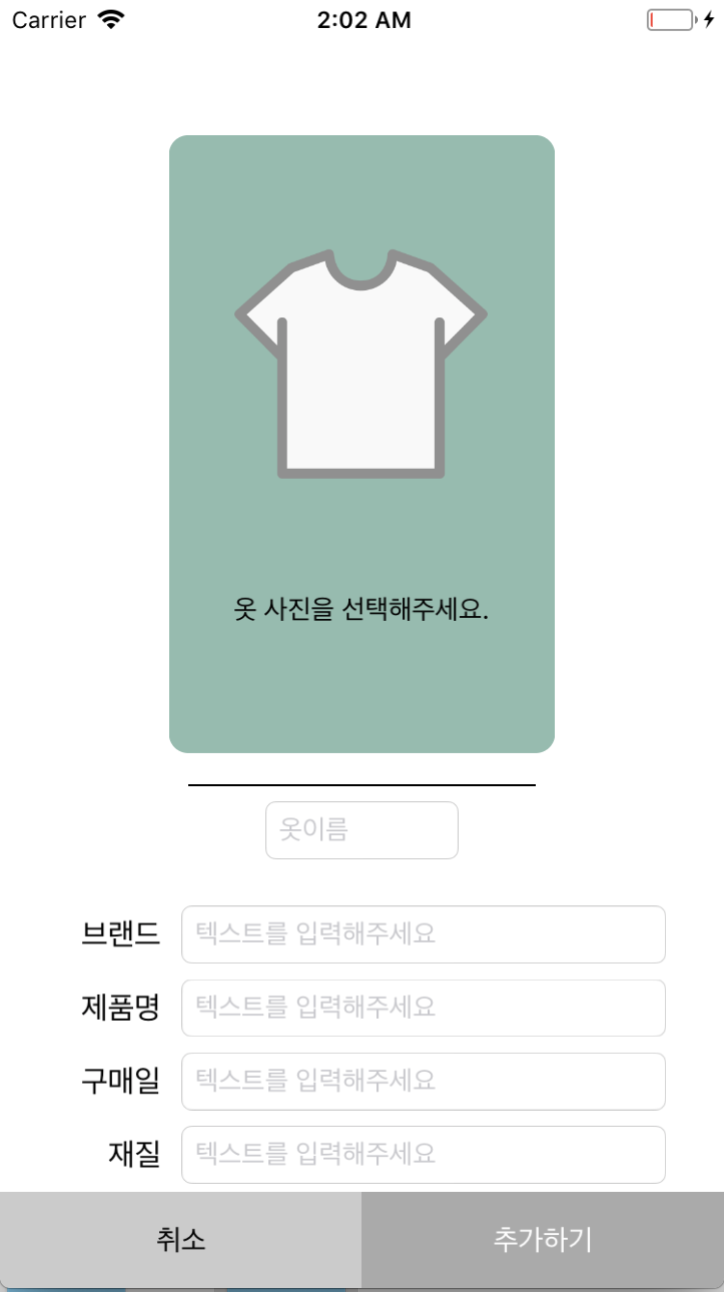 Carrier 2:02 AM
옷 사진을 선택해주세요.
옷이름
브랜드 텍스트를 입력해주세요
제품명 텍스트를 입력해주세요
구매일 텍스트를 입력해주세요
재질 텍스트를 입력해주세요
취소 추가하기